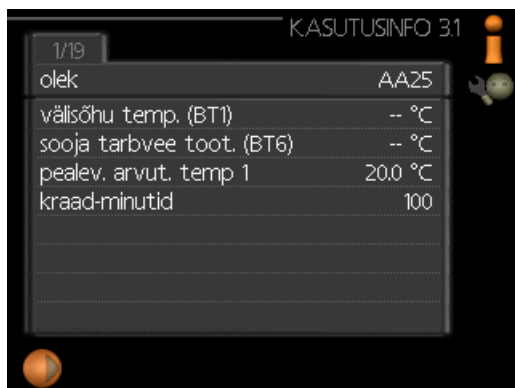 KASUTUSINFO 3.1
1/19
olek AA25
välisõhu temp. (BT1) -- °C
sooja tarbvee toot. (BT6) -- °C
pealev. arvut. temp 1 20.0 °C
kraad-minutid 100